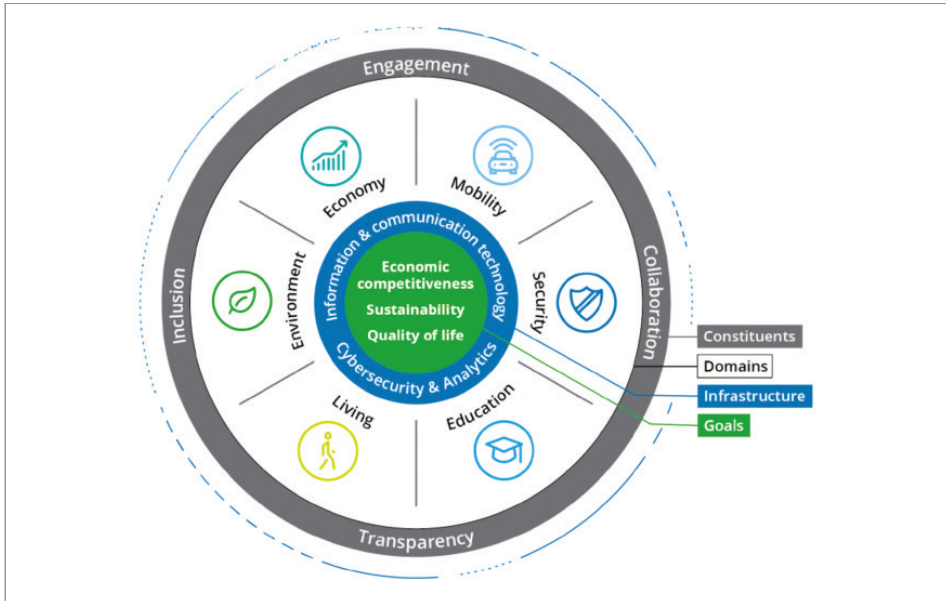 Engagement
Economy
Mobility
Inclusion
Environment
Information & communication technology
Economic
competitiveness
Sustainability
Quality of life
Cybersecurity & Analytics
Security
Collaboration
Living
Education
Transparency
Constituents
Domains
Infrastructure
Goals